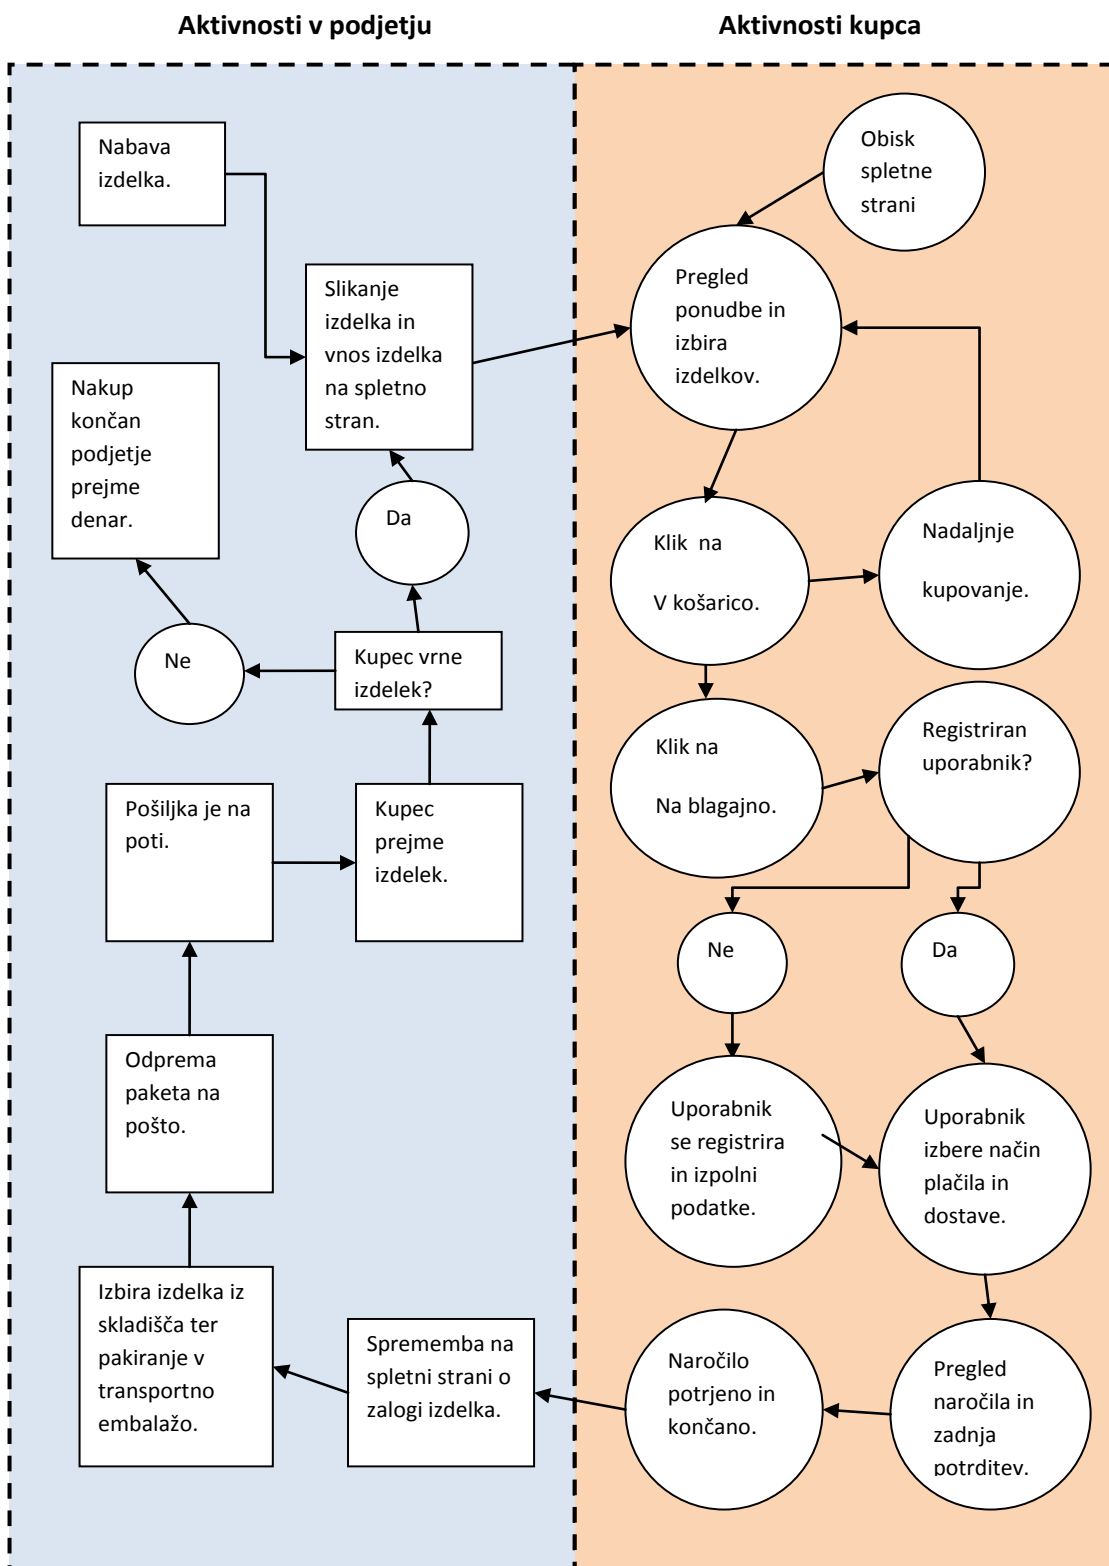 Aktivnosti v podjetju
Aktivnosti kupca
Nabava
izdelka.
Obisk
spletne
strani
Slikanje
izdelka in
vnos izdelka
na spletno
stran.
Pregled
ponudbe in
izbira
izdelkov.
Nakup
končan
podjetje
prejme
denar.
Da
Klik na
V košarico.
Nadaljnje
kupovanje.
Ne
Kupec vrne
izdelek?
Klik na
Na blagajno.
Registriran
uporabnik?
Pošiljka je na
poti.
Kupec
prejme
izdelek.
Ne
Da
Odprema
paketa na
pošto.
Uporabnik
se registrira
in izpolni
podatke.
Uporabnik
izbere način
plačila in
dostave.
Izbira izdelka iz
skladišča ter
pakiranje v
transportno
embalažo.
Sprememba na
spletni strani o
zalogi izdelka.
Naročilo
potrjeno in
končano.
Pregled
naročila in
zadnja
potrditev.